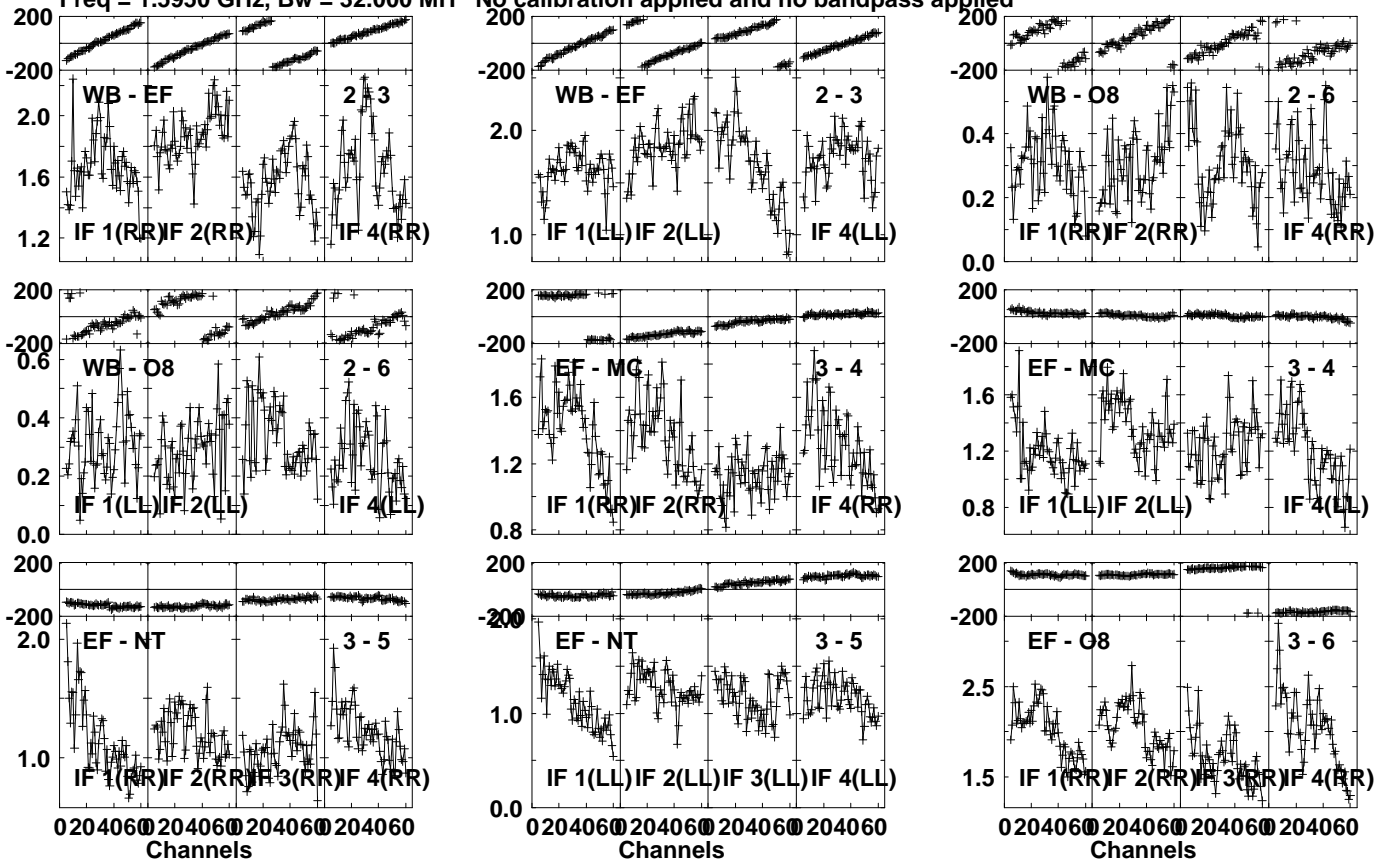 Freq = 1.5950 GHz, Bw = 32.000 MH No calibration applied and no bandpass applied
200 200 200
-200 -200 -200
WB - EF 2 - 3 WB - EF 2 - 3 WB - O8 2 - 6
2.0 2.0 0.4
1.6 0.2
1.2 1.0 0.0
IF 1(RR) IF 2(RR) IF 4(RR) IF 1(LL) IF 2(LL) IF 4(LL) IF 1(RR) IF 2(RR) IF 4(RR)
200 200 200
-200 -200 -200
WB - O8 2 - 6 EF - MC 3 - 4 EF - MC 3 - 4
0.6 1.6 1.6
0.4 1.2 1.2
0.2 0.8 0.8
0.0
IF 1(LL) IF 2(LL) IF 4(LL) IF 1(RR) IF 2(RR) IF 4(RR) IF 1(LL) IF 2(LL) IF 4(LL)
200 200 200
-200 -200 -200
EF - NT 3 - 5 EF - NT 3 - 5 EF - O8 3 - 6
2.0 2.0 2.5
1.0 1.0 1.5
0.0
IF 1(RR) IF 2(RR) IF 3(RR) IF 4(RR) IF 1(LL) IF 2(LL) IF 3(LL) IF 4(LL) IF 1(RR) IF 2(RR) IF 3(RR) IF 4(RR)
0 20 40 60 0 20 40 60 0 20 40 60 0 20 40 60 0 20 40 60 0 20 40 60 0 20 40 60 0 20 40 60 0 20 40 60 0 20 40 60 0 20 40 60 0 20 40 60
Channels Channels Channels